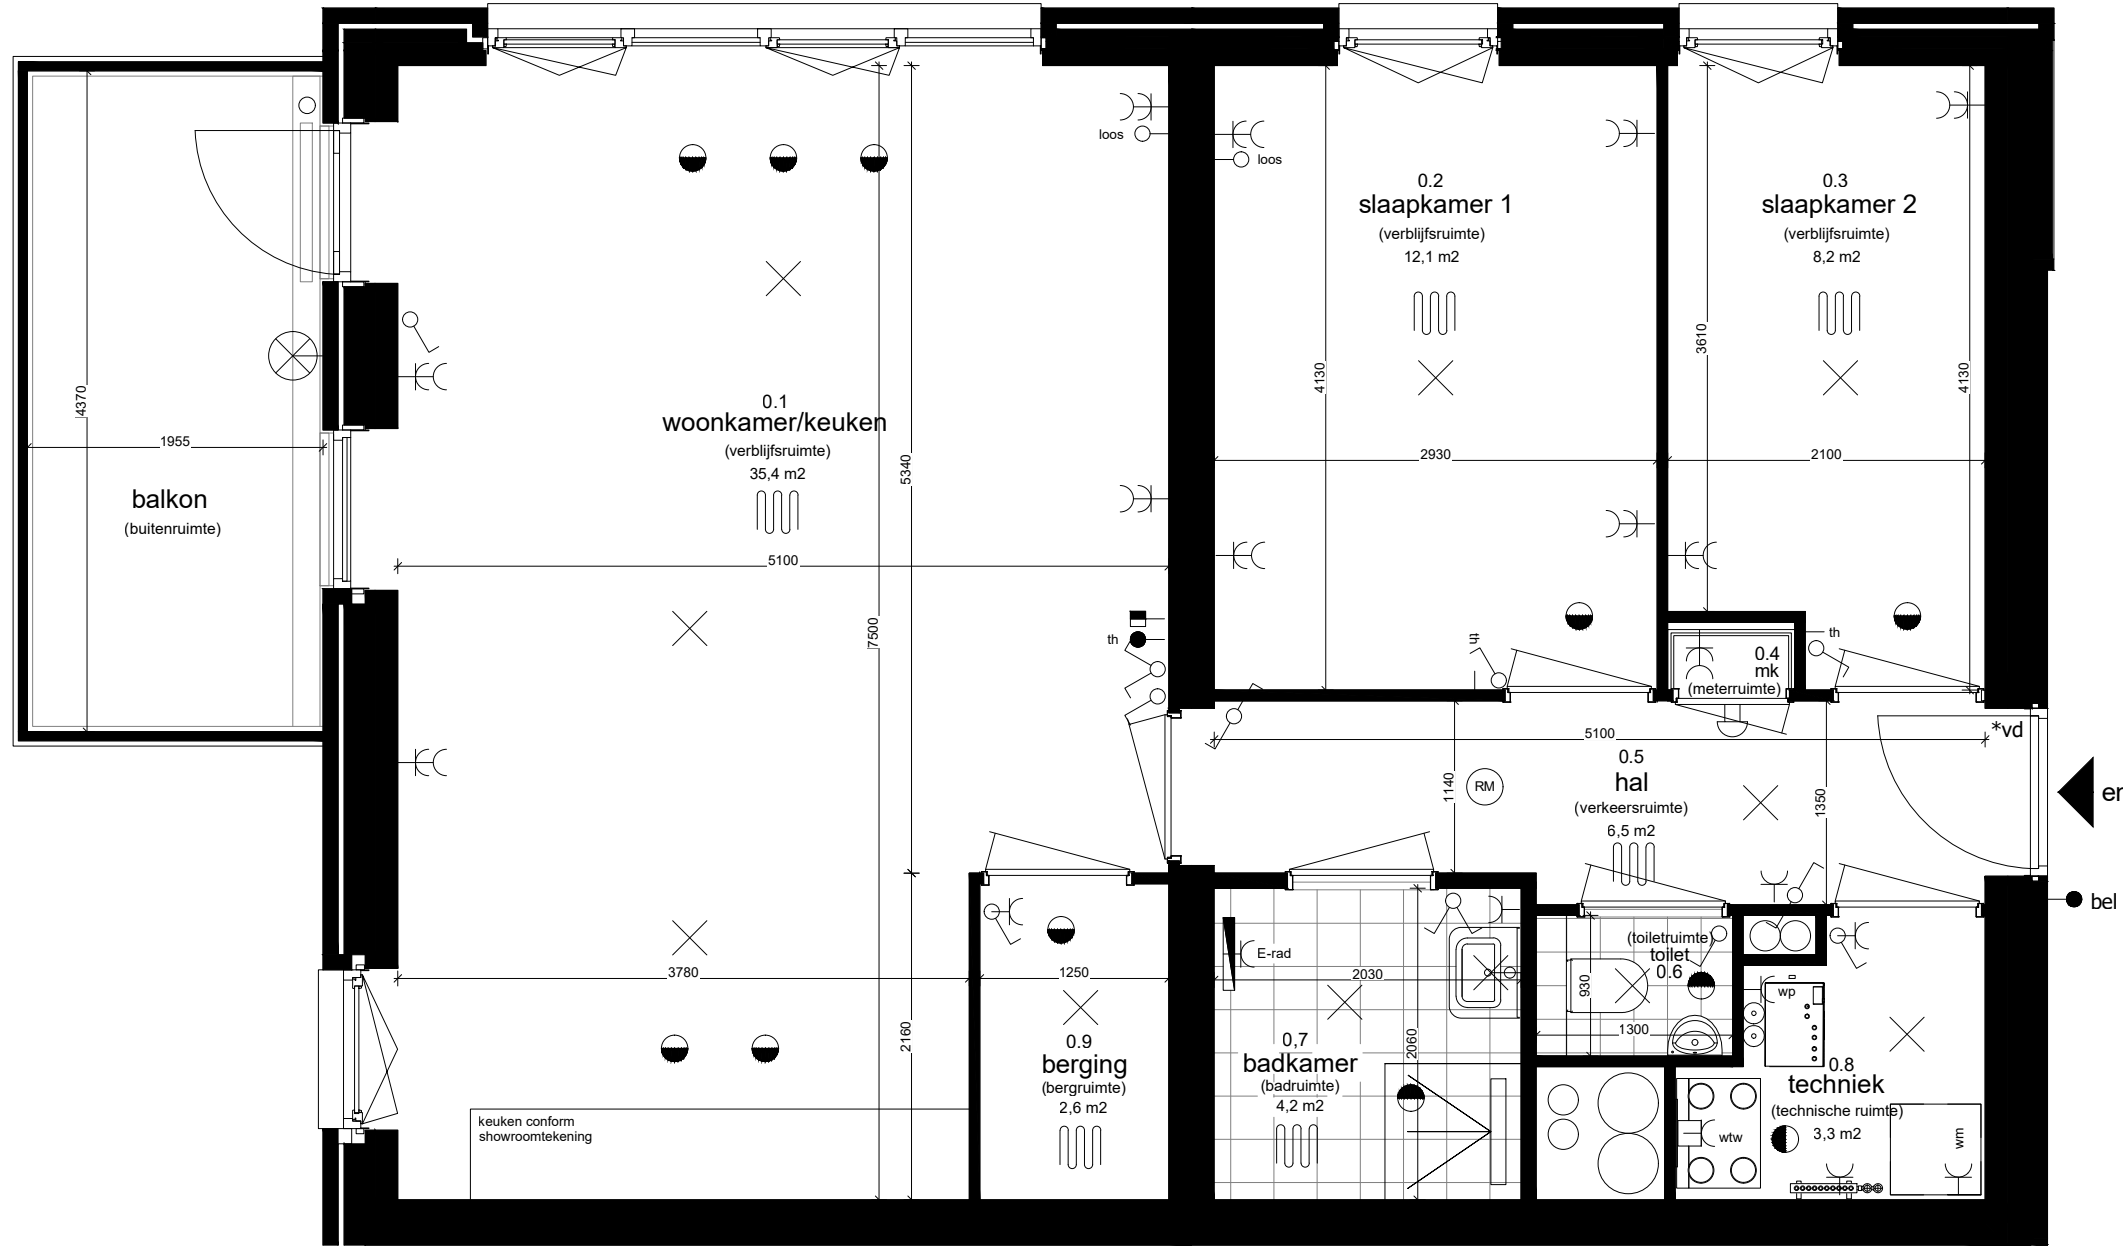 loos
loos
0.2
slaapkamer 1
(verblijfsruimte)
12,1 m2
0.3
slaapkamer 2
(verblijfsruimte)
8,2 m2
3610
4130
4130
4370
1955
balkon
(buitenruimte)
0.1
woonkamer/keuken
(verblijfsruimte)
35,4 m2
5340
2930
2100
5100
7500
th
th
th
0.4
mk
(meterruimte)
*vd
5100
0.5
hal
(verkeersruimte)
6,5 m2
1140
RM
1350
er
bel
E-rad
3780
1250
2030
(toiletruimte)
toilet
0.6
930
1300
wp
2160
0.9
berging
(bergruimte)
2,6 m2
0,7
badkamer
(badruimte)
4,2 m2
2060
0.8
techniek
(technische ruimte)
3,3 m2
wtw
wm
keuken conform
showroomtekening